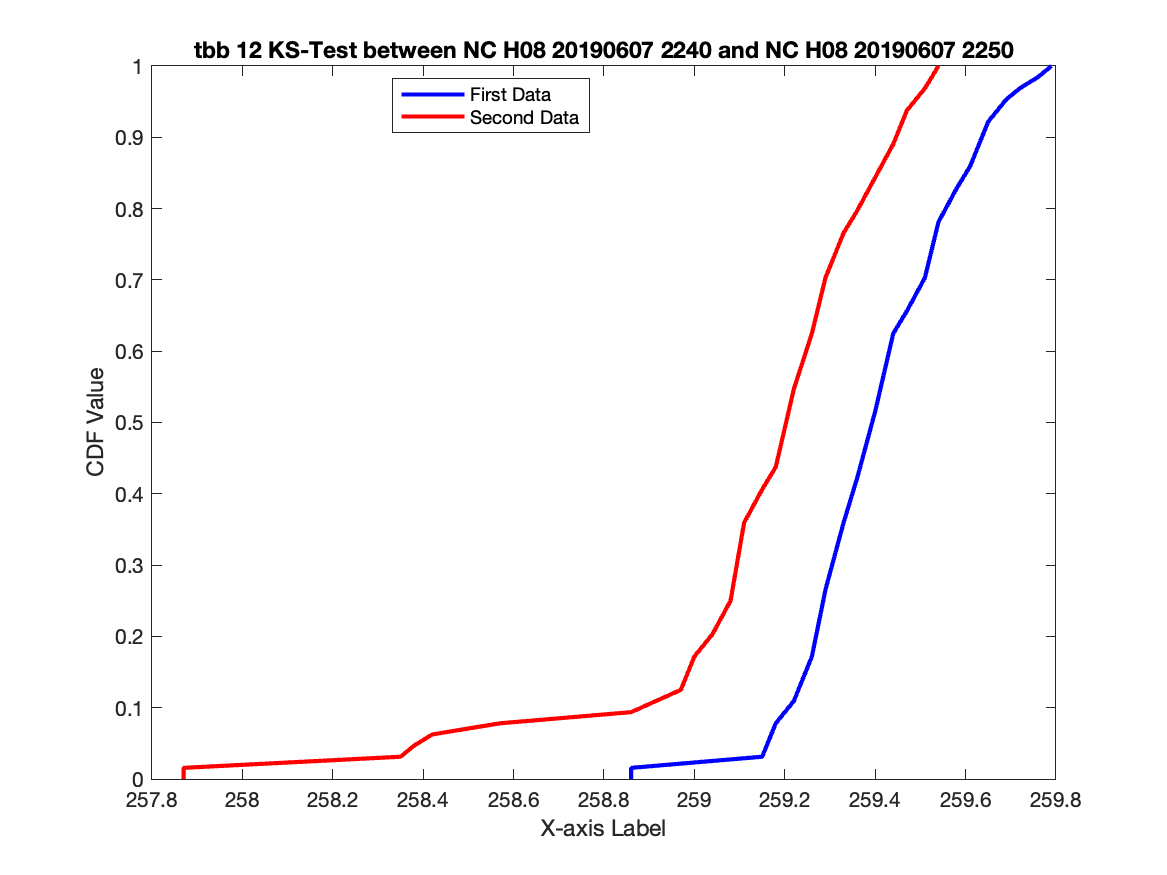 tbb 12 KS-Test between NC H08 20190607 2240 and NC H08 20190607 2250
First Data
Second Data
1
0.9
0.8
0.7
0.6
0.5
0.4
0.3
0.2
0.1
0
CDF Value
257.8 258 258.2 258.4 258.6 258.8 259 259.2 259.4 259.6 259.8
X-axis Label